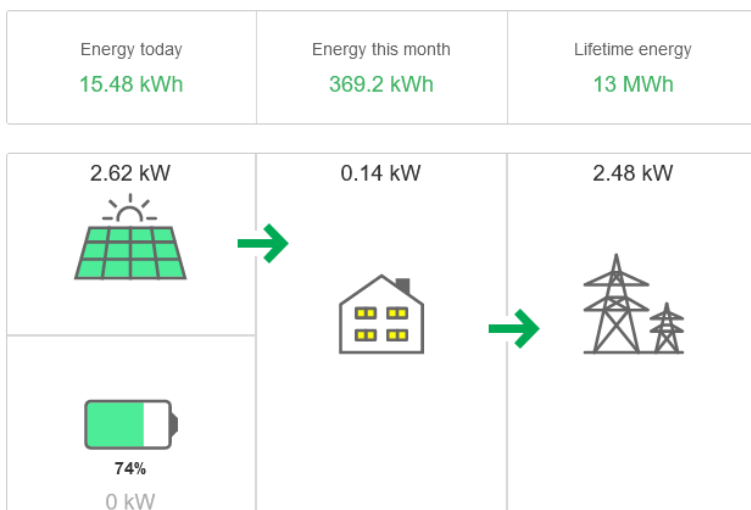 Energy today
15.48 kWh
Energy this month
369.2 kWh
Lifetime energy
13 MWh
2.62 kW
0.14 kW
2.48 kW
74%
0 kW